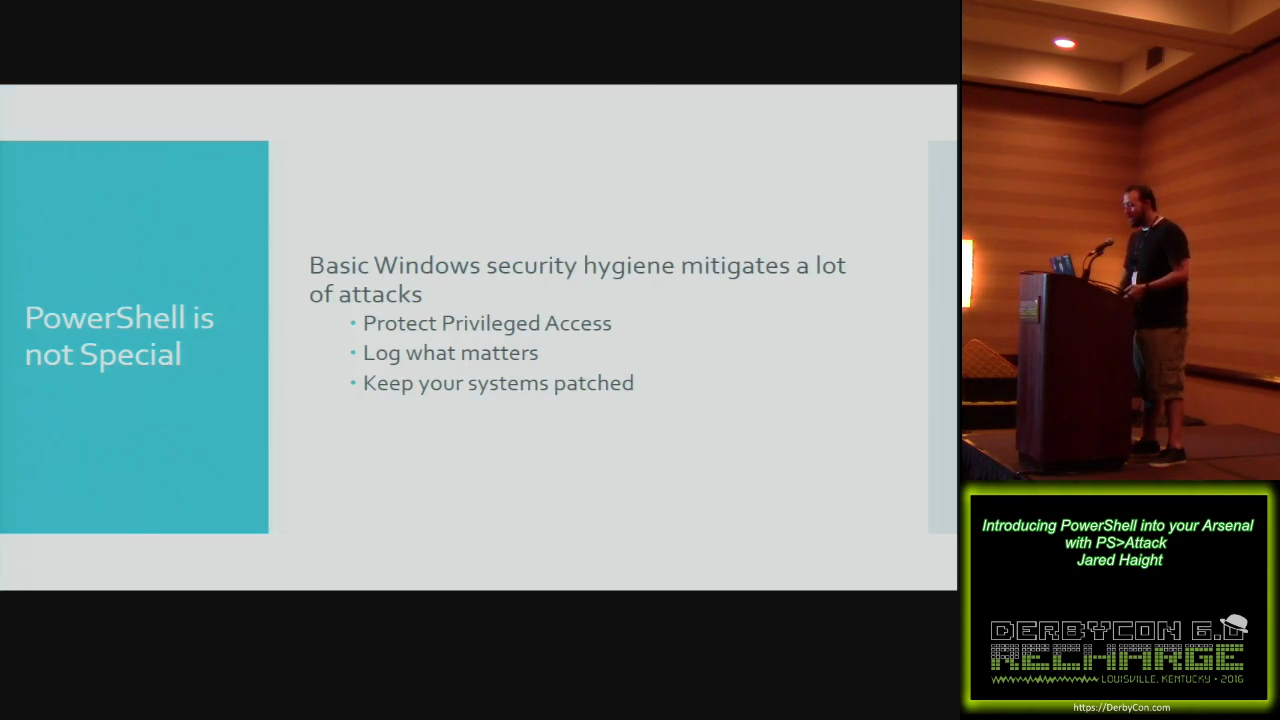 PowerShell is
not Special
Basic Windows security hygiene mitigates a lot
of attacks
• Protect Privileged Access
• Log what matters
• Keep your systems patched
Introducing PowerShell into your Arsenal
with PS>Attack
Jared Haight
DERBYCON 6.0
RECHARGE
LOUISVILLE, KENTUCKY • 2016
https://DerbyCon.com